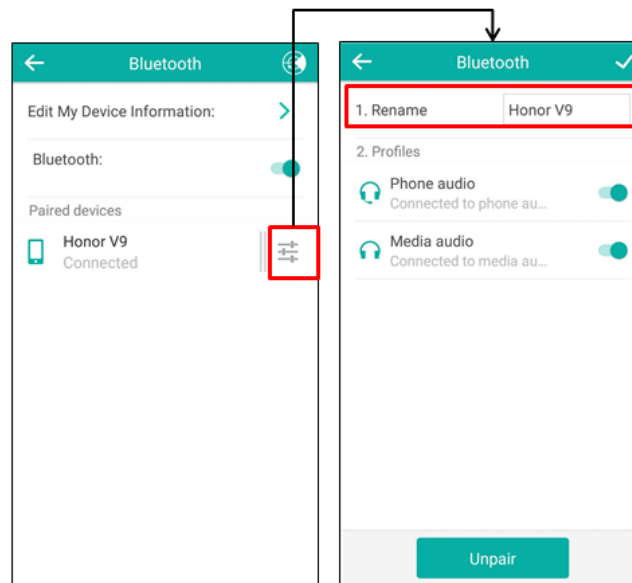 Bluetooth
Edit My Device Information:
Bluetooth:
Paired devices
Honor V9
Connected
Bluetooth
1. Rename
Honor V9
2. Profiles
Phone audio
Connected to phone au...
Media audio
Connected to media au...
Unpair